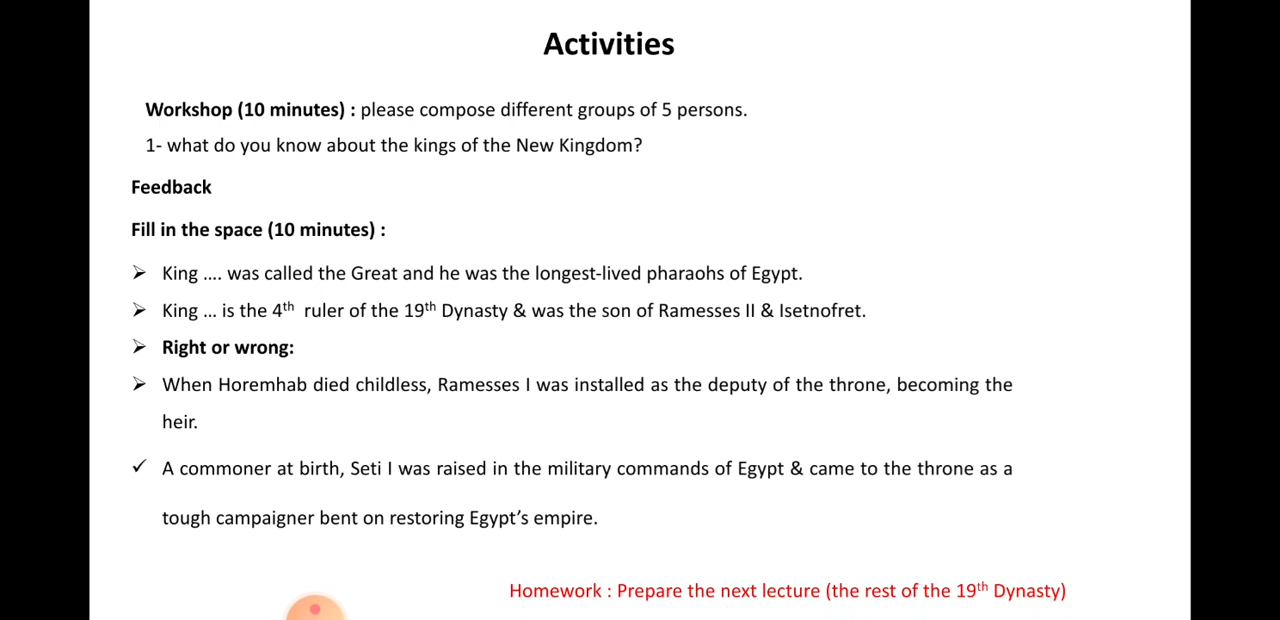 Activities
Workshop (10 minutes) : please compose different groups of 5 persons.
1- what do you know about the kings of the New Kingdom?
Feedback
Fill in the space (10 minutes) :
➢ King .... was called the Great and he was the longest-lived pharaohs of Egypt.
➢ King ... is the 4th ruler of the 19th Dynasty & was the son of Ramesses II & Isetnofret.
➢ Right or wrong:
➢ When Horemhab died childless, Ramesses I was installed as the deputy of the throne, becoming the
heir.
✓ A commoner at birth, Seti I was raised in the military commands of Egypt & came to the throne as a
tough campaigner bent on restoring Egypt’s empire.
Homework : Prepare the next lecture (the rest of the 19th Dynasty)